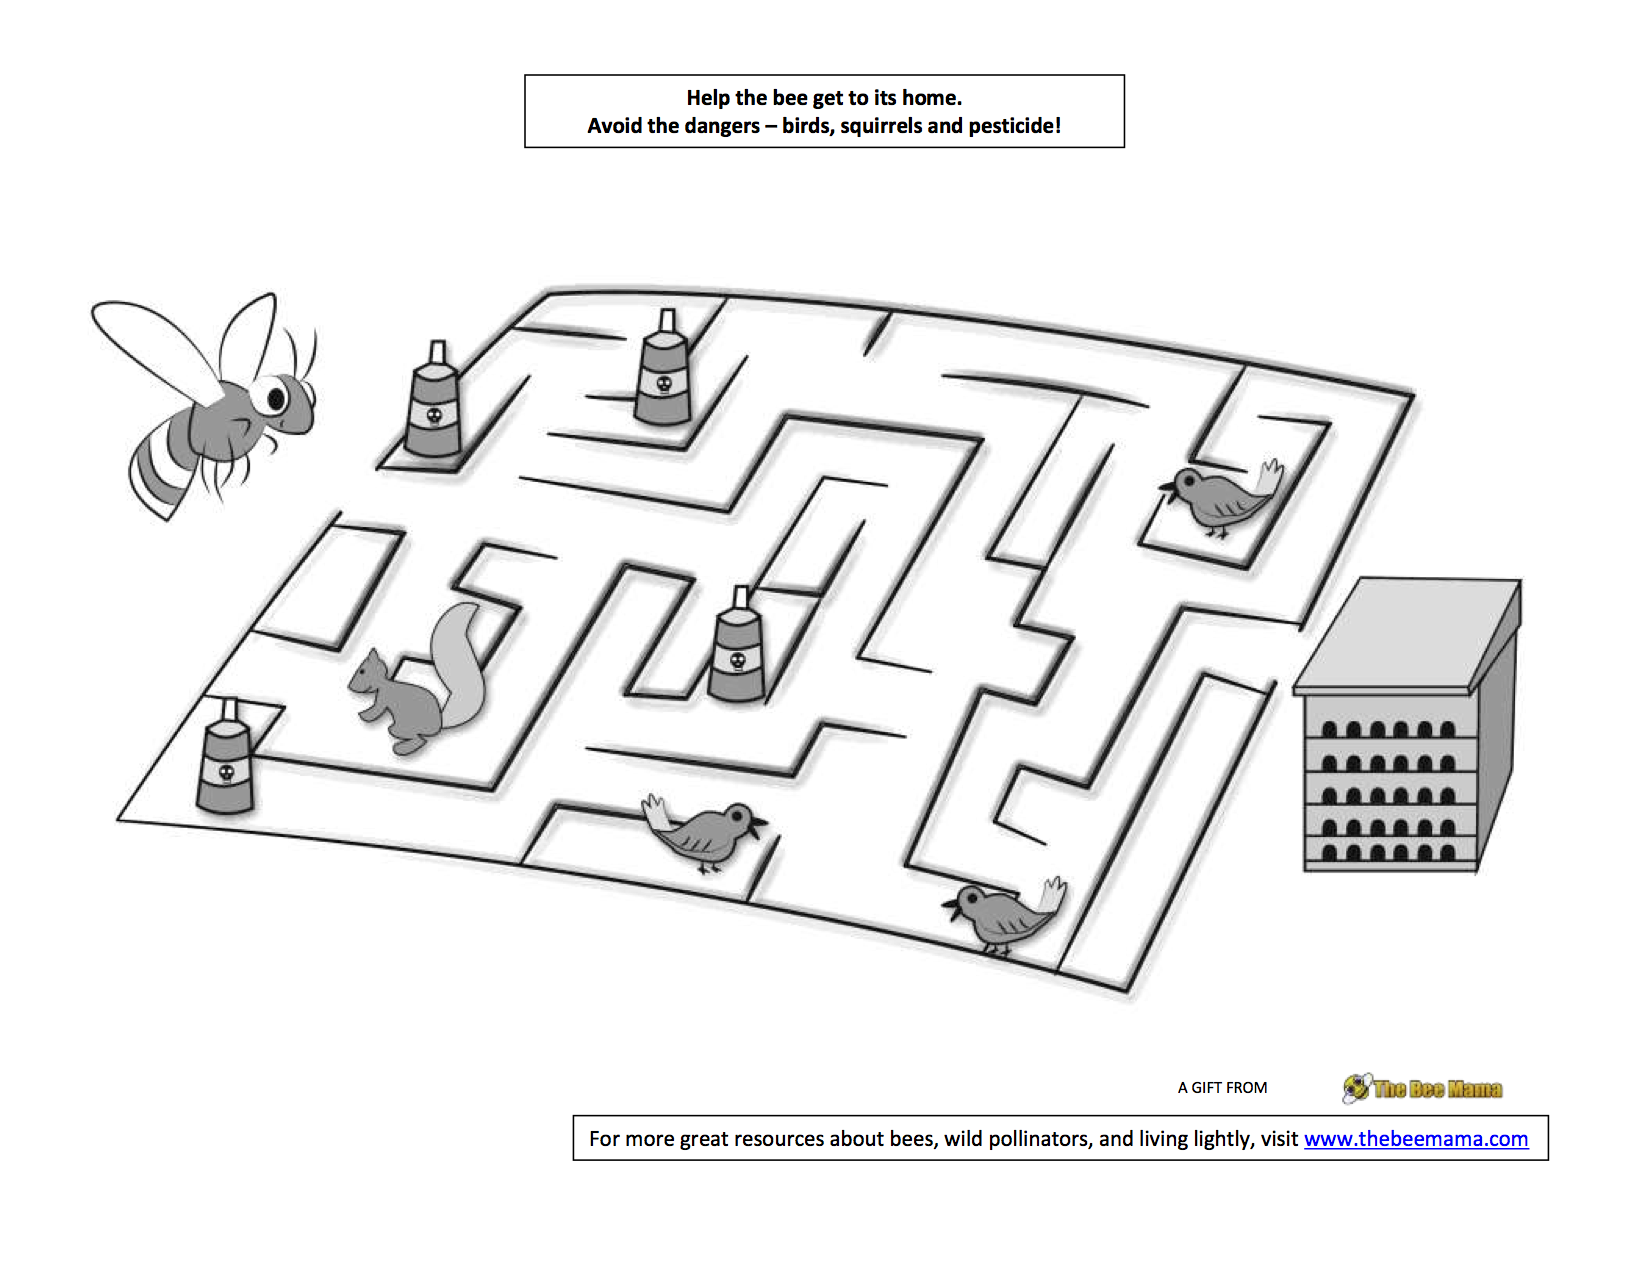 Help the bee get to its home.
Avoid the dangers – birds, squirrels and pesticide!
A GIFT FROM
The Bee Mama
For more great resources about bees, wild pollinators, and living lightly, visit www.thebeemama.com